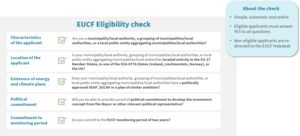 EUCF Eligibility check
Characteristics
of the applicant
Are you a municipality/local authority, a grouping of municipalities/local
authorities, or a local public entity aggregating municipalities/local authorities?
Location of the
applicant
Is your municipality/local authority, grouping of municipalities/local authorities, or
local public entity aggregating municipalities/local authorities located entirely in the EU 27
Member States, in one of the EEA-EFTA States (Iceland, Liechtenstein, Norway), or
the UK?
Existence of energy
and climate plans
Does your municipality/local authority, grouping of municipalities/local authorities, or
local public entity aggregating municipalities/local authorities have a politically
approved SEAP, SECAP or a plan of similar ambition?
Political
commitment
Will you be able to provide a proof of political commitment to develop the investment
concept from the Mayor or other relevant political representative?
Commitment to
monitoring period
Do you commit to the EUCF monitoring period of two years?
About the check
• Simple, automatic and online
• Eligible applicants must answer
YES to all questions
• Non-eligible applicants are re-
directed to the EUCF Helpdesk